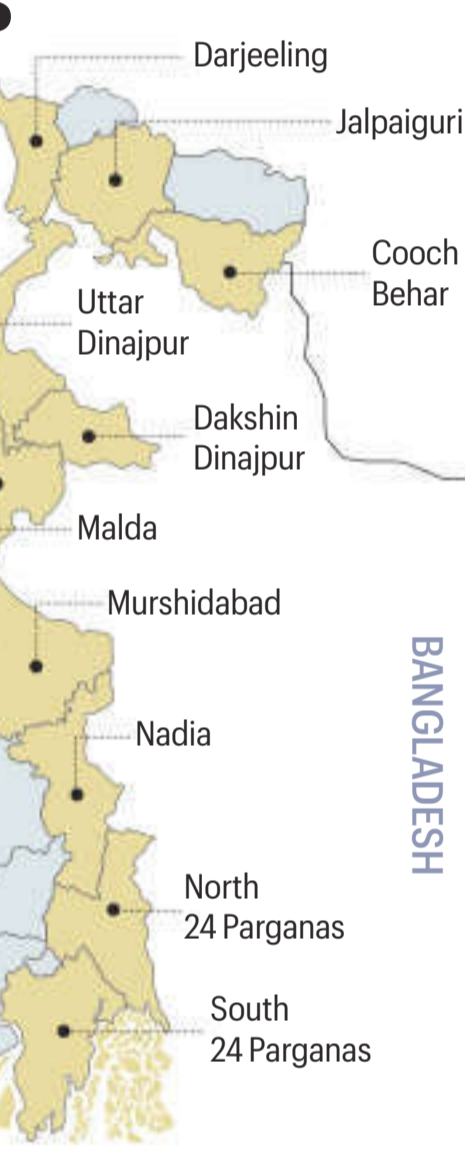 Darjeeling
Jalpaiguri
Cooch
Behar
Uttar
Dinajpur
Dakshin
Dinajpur
Malda
Murshidabad
BANGLADESH
Nadia
North
24 Parganas
South
24 Parganas